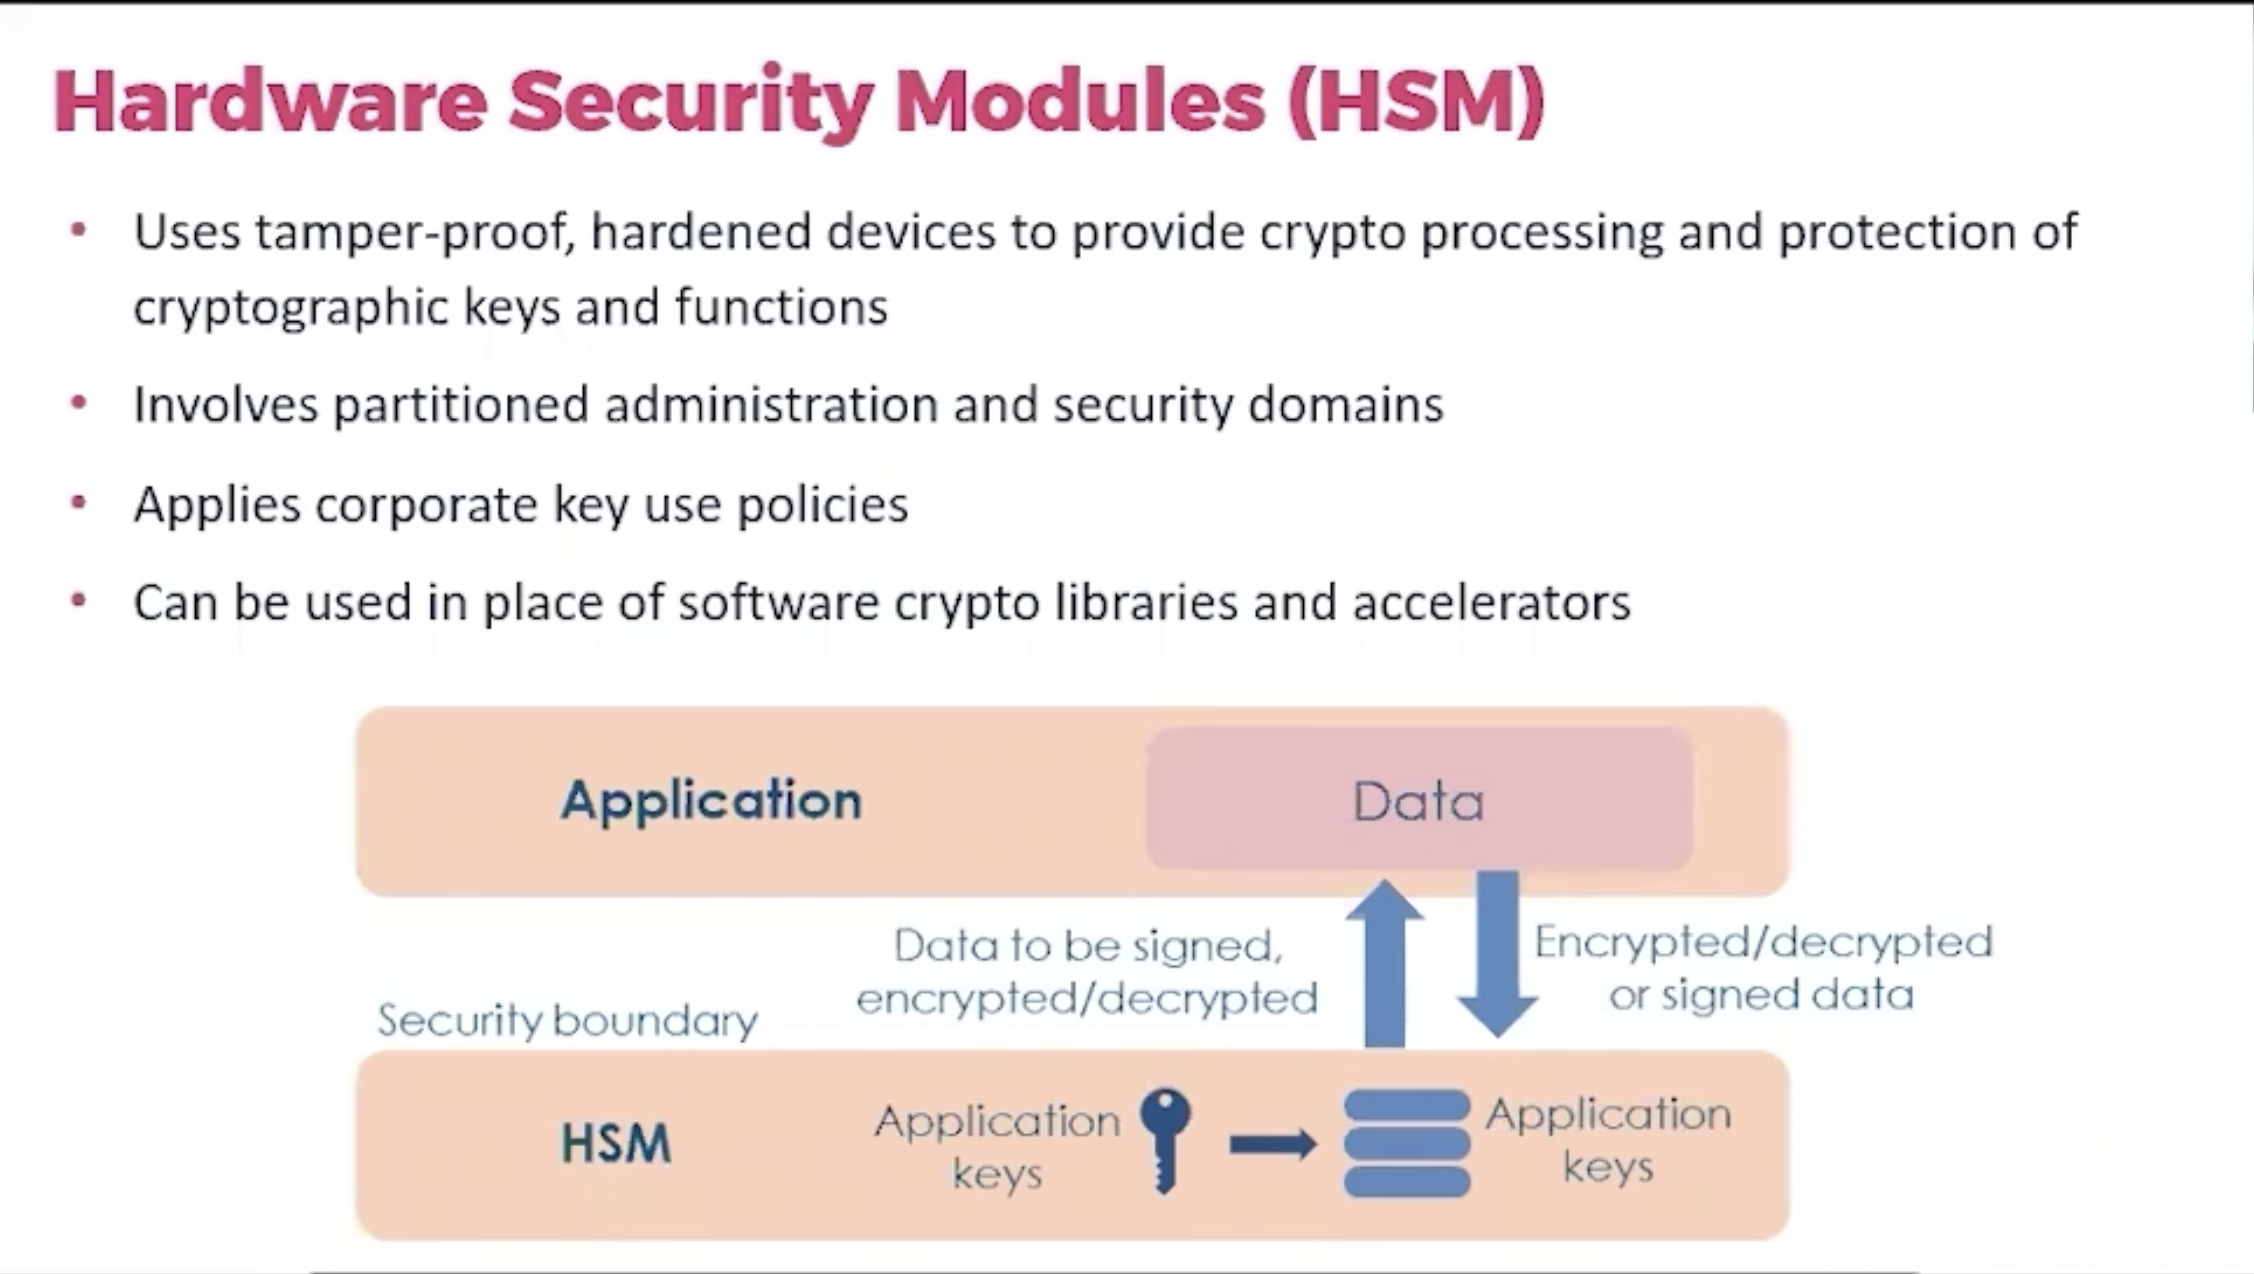 Hardware Security Modules (HSM)
• Uses tamper-proof, hardened devices to provide crypto processing and protection of
cryptographic keys and functions
• Involves partitioned administration and security domains
• Applies corporate key use policies
• Can be used in place of software crypto libraries and accelerators
Application
Data
Data to be signed,
encrypted/decrypted
Encrypted/decrypted
or signed data
Security boundary
HSM
Application
keys
Application
keys